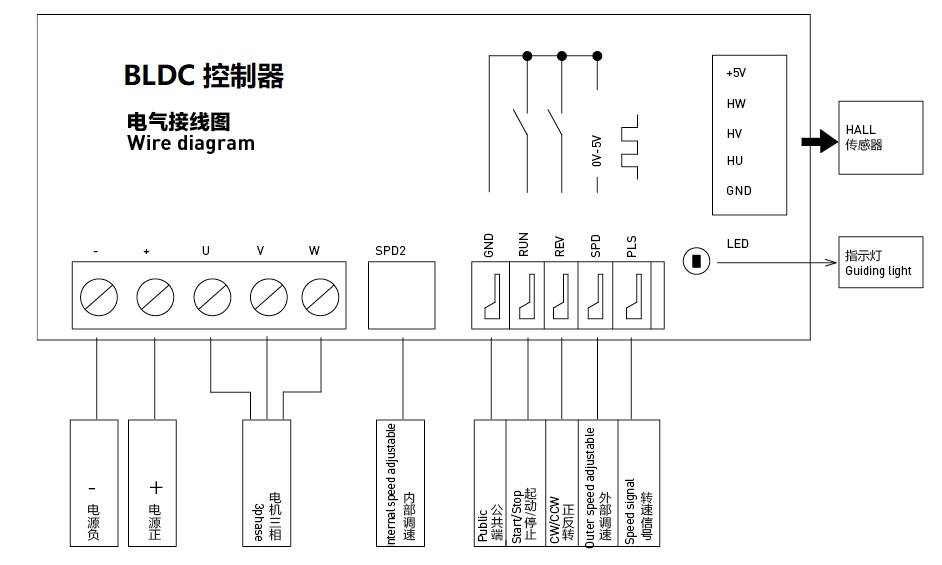 BLDC 控制器
电气接线图
Wire diagram
0V-5V
+5V
HW
HV
HU
GND
HALL
传感器
LED
指示灯
Guiding light
-
+
U
V
W
SPD2
GND
RUN
REV
SPD
PLS
-
电源负
+
电源正
电机三相
3phase
内部调速
nternal speed adjustable
公共端
Public
起动/停止
Start/Stop
正反转
CW/CCW
外部调速
Outer speed adjustable
转速信号
Speed signal